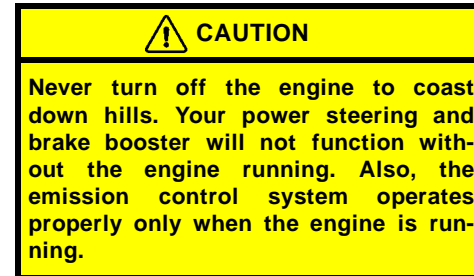 CAUTION
Never turn off the engine to coast
down hills. Your power steering and
brake booster will not function with-
out the engine running. Also, the
emission control system operates
properly only when the engine is run-
ning.